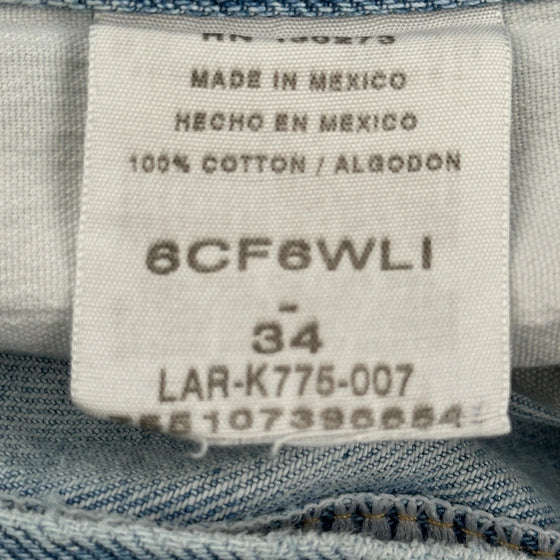 MADE IN MEXICO
HECHO EN MEXICO
100% COTTON / ALGODON
6CF6WLI
-
34
LAR-K775-007